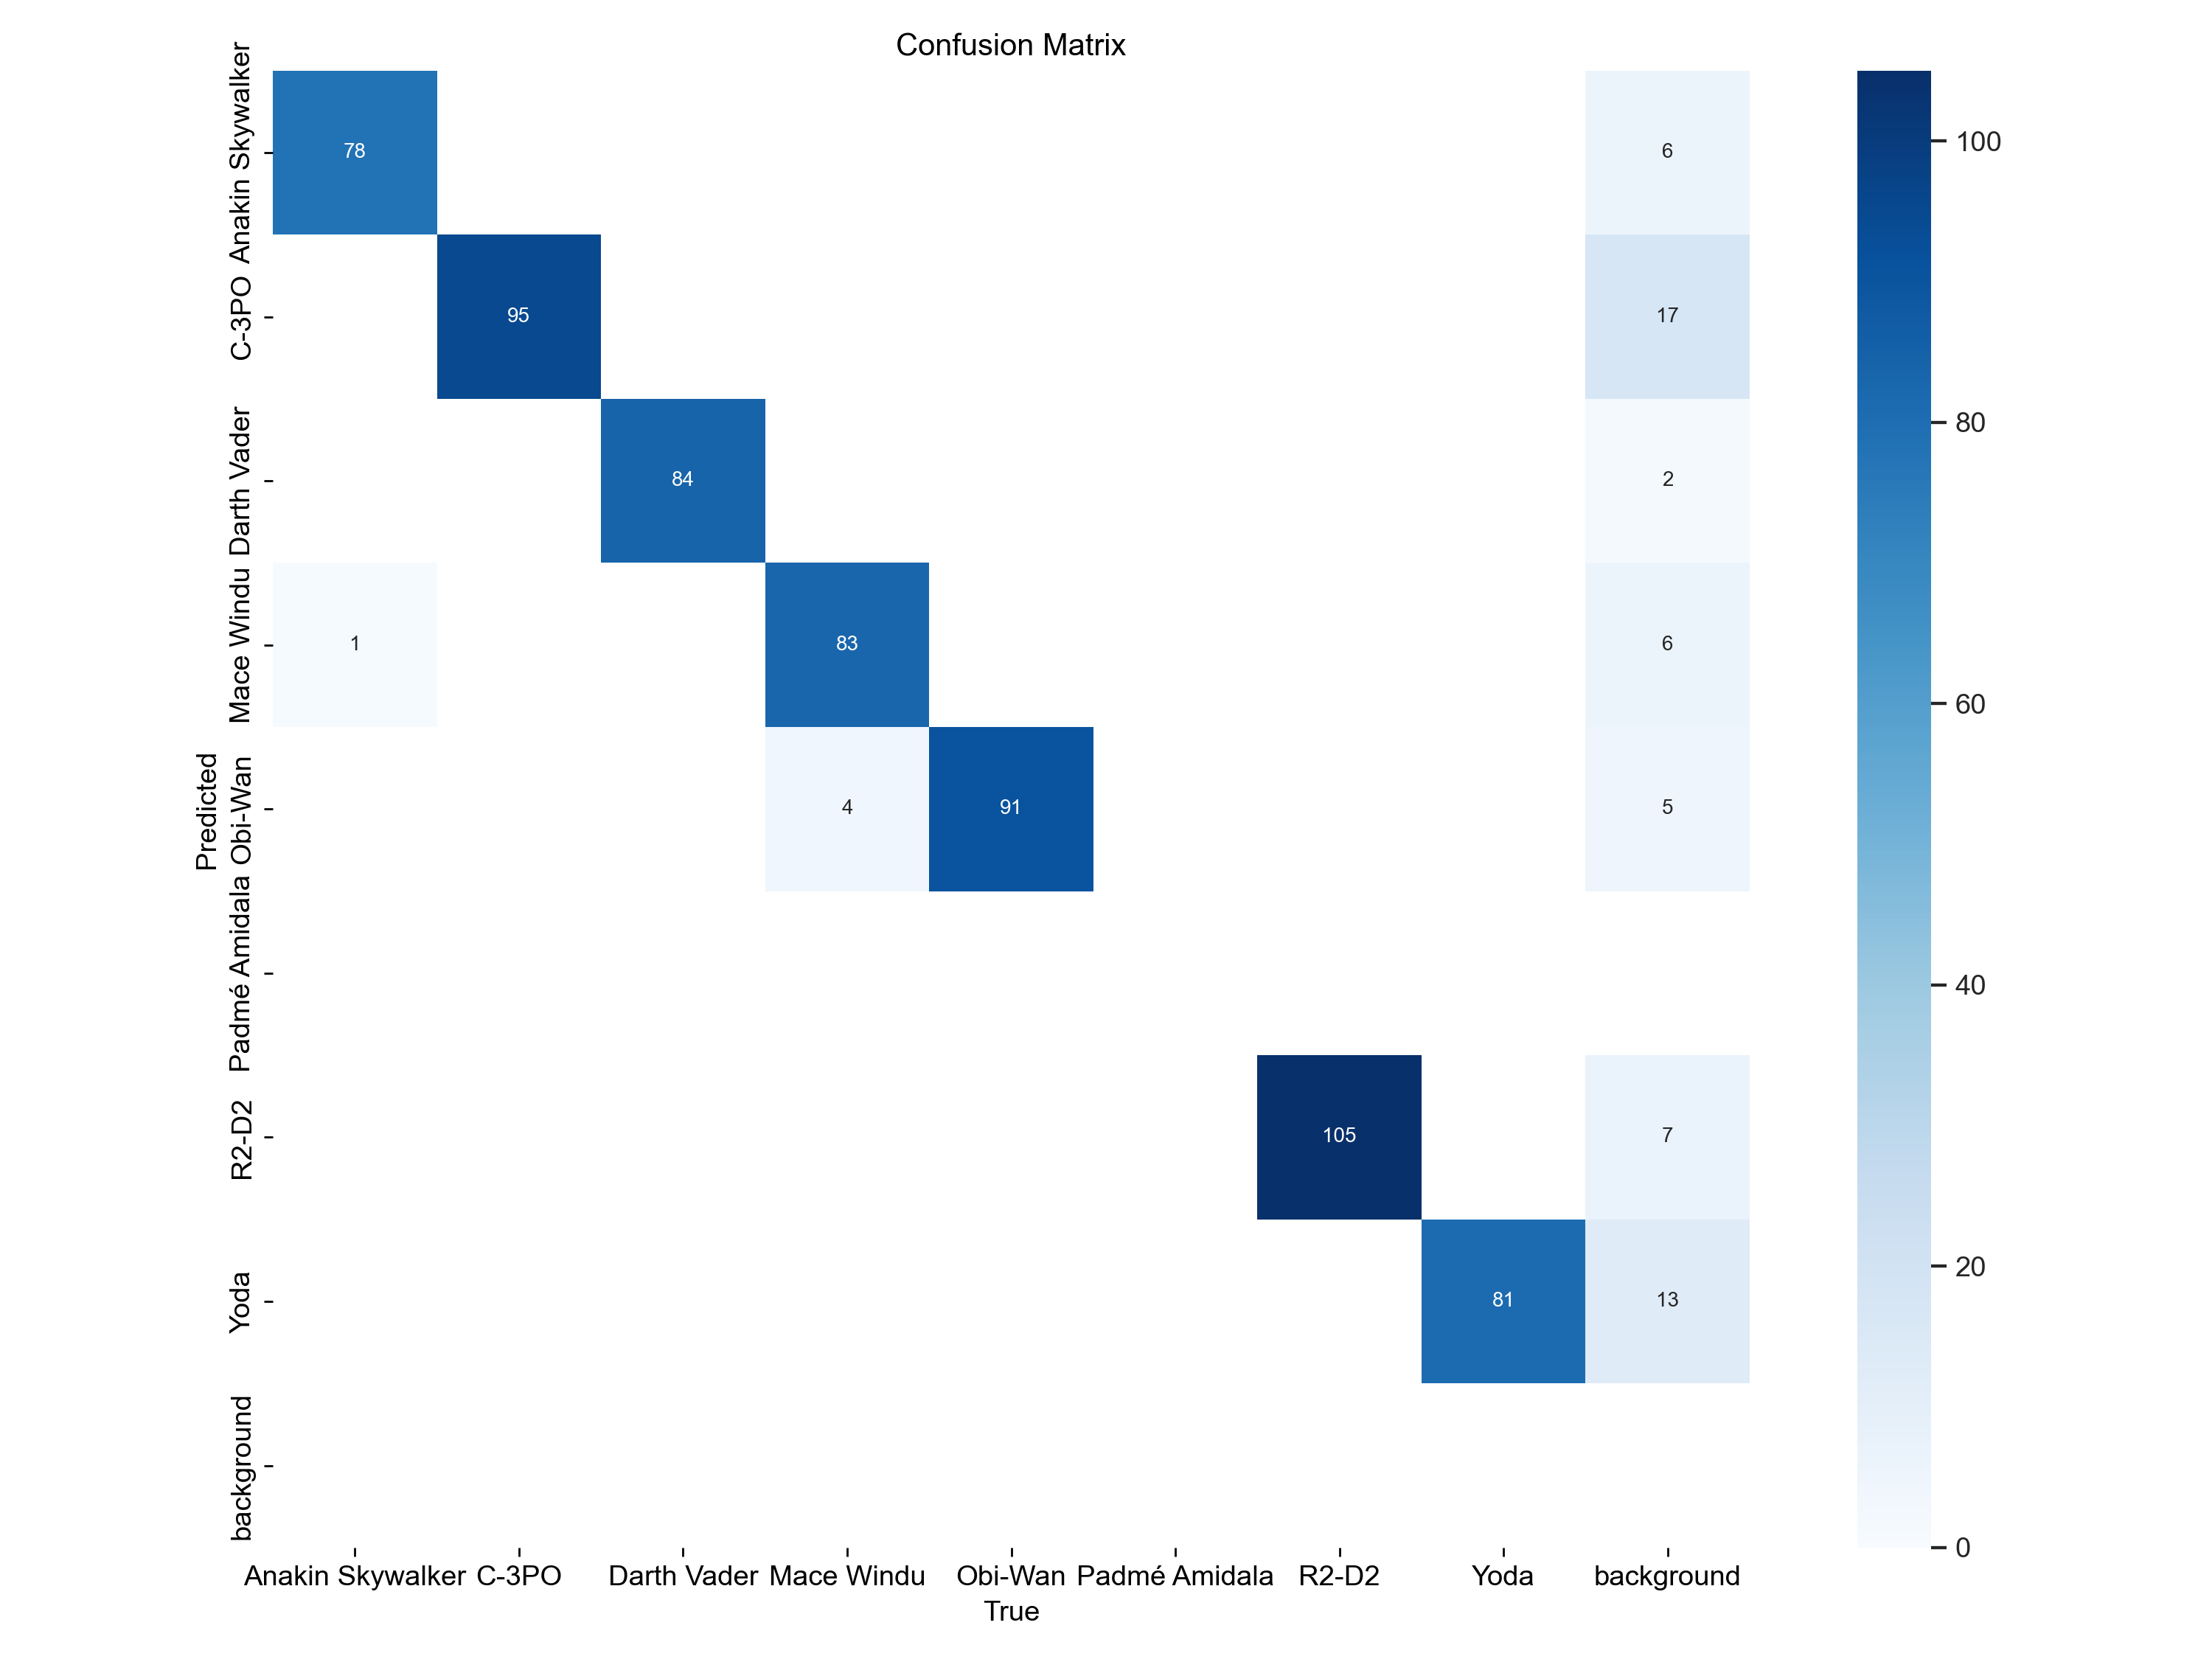 Confusion Matrix
Anakin Skywalker
78
6
100
C-3PO
95
17
Darth Vader
84
2
80
Mace Windu
1
83
6
60
Predicted
Obi-Wan
4
91
5
Padmé Amidala
40
R2-D2
105
7
Yoda
81
13
20
background
0
Anakin Skywalker C-3PO Darth Vader Mace Windu Obi-Wan Padmé Amidala R2-D2 Yoda background
True